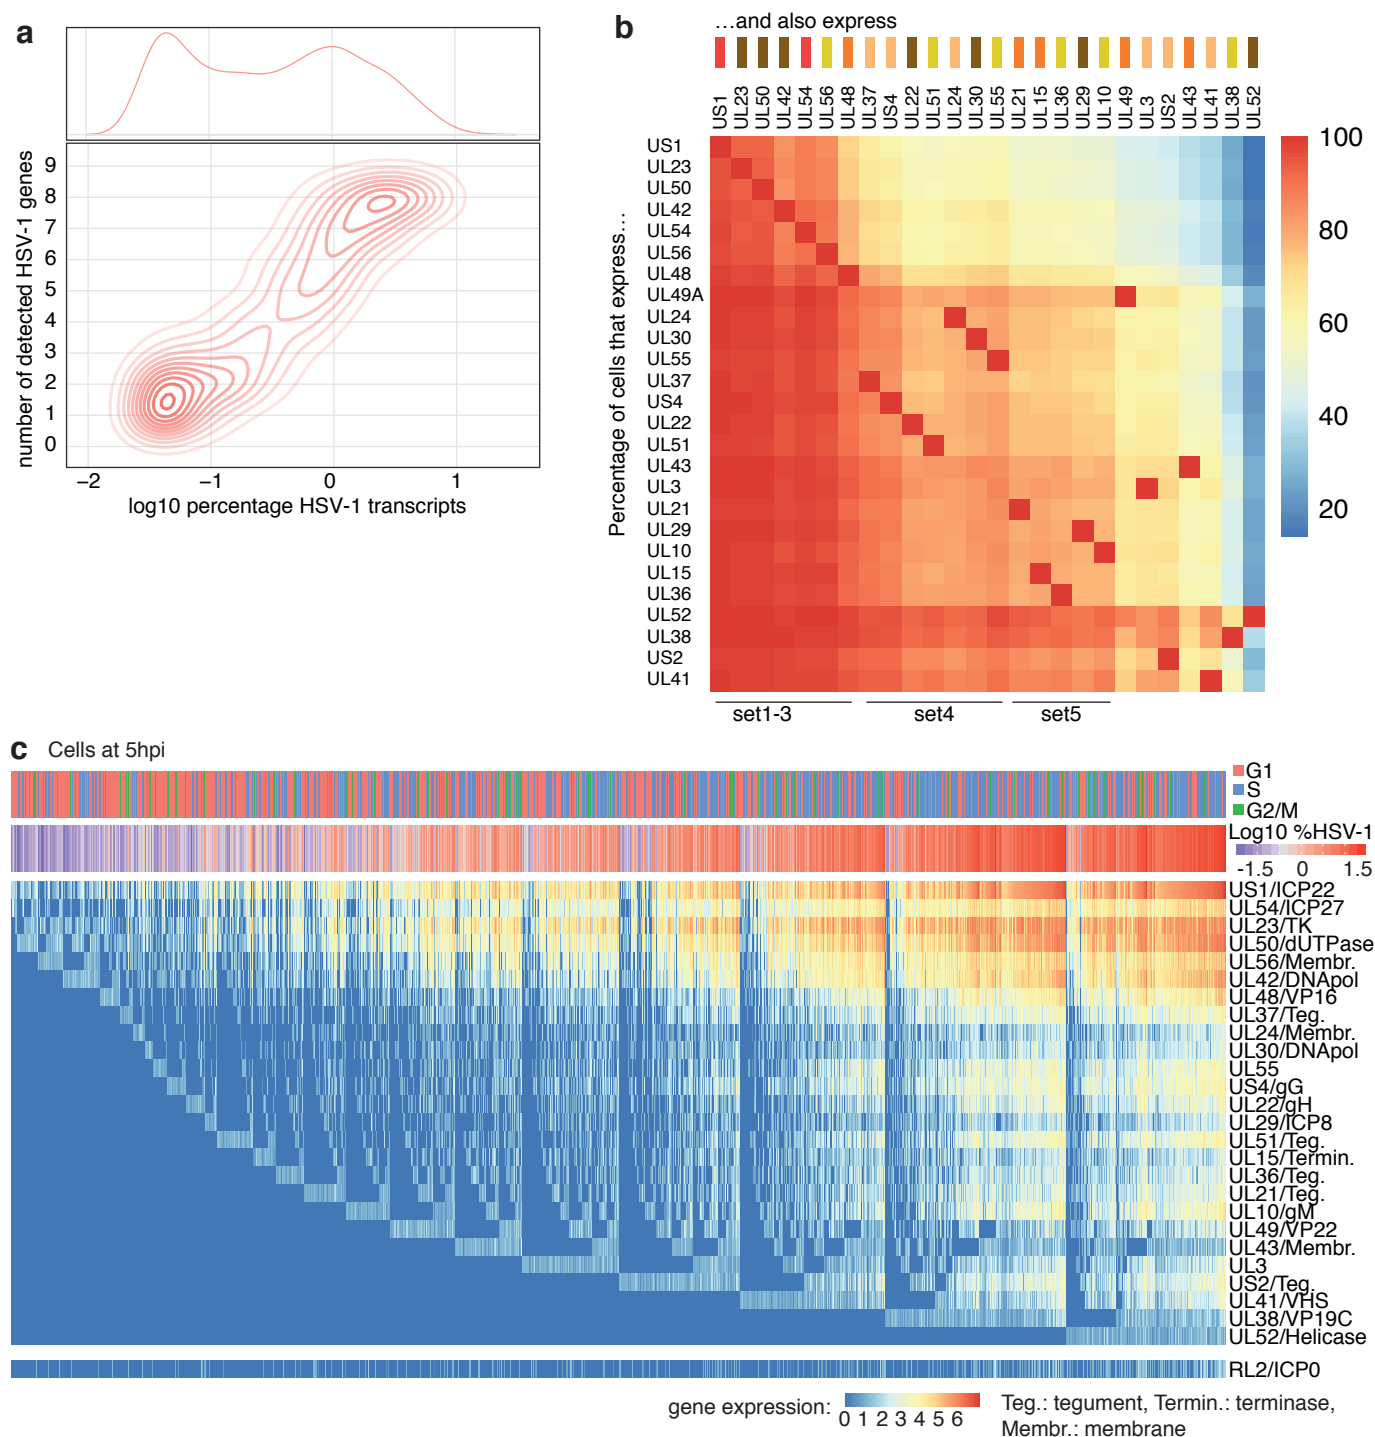 a
number of detected HSV-1 genes
9
8
7
6
5
4
3
2
1
0
−2
−1
0
1
log10 percentage HSV-1 transcripts
b
...and also express
US1
UL23
UL50
UL42
UL54
UL56
UL48
UL37
US4
UL22
UL51
UL24
UL30
UL55
UL21
UL15
UL36
UL29
UL10
UL49
UL3
US2
UL43
UL41
UL38
UL52
Percentage of cells that express...
US1
UL23
UL50
UL42
UL54
UL56
UL48
UL49A
UL24
UL30
UL55
UL37
US4
UL22
UL51
UL43
UL3
UL21
UL29
UL10
UL15
UL36
UL52
UL38
US2
UL41
100
80
60
40
20
set1-3
set4
set5
c Cells at 5hpi
G1
S
G2/M
Log10 %HSV-1
-1.5 0 1.5
US1/ICP22
UL54/ICP27
UL23/TK
UL50/dUTPase
UL56/Membr.
UL42/DNApol
UL48/VP16
UL37/Teg.
UL24/Membr.
UL30/DNApol
UL55
US4/gG
UL22/gH
UL29/ICP8
UL51/Teg.
UL15/Termin.
UL36/Teg.
UL21/Teg.
UL10/gM
UL49/VP22
UL43/Membr.
UL3
US2/Teg.
UL41/VHS
UL38/VP19C
UL52/Helicase
RL2/ICP0
gene expression:
0 1 2 3 4 5 6
Teg.: tegument, Termin.: terminase,
Membr.: membrane